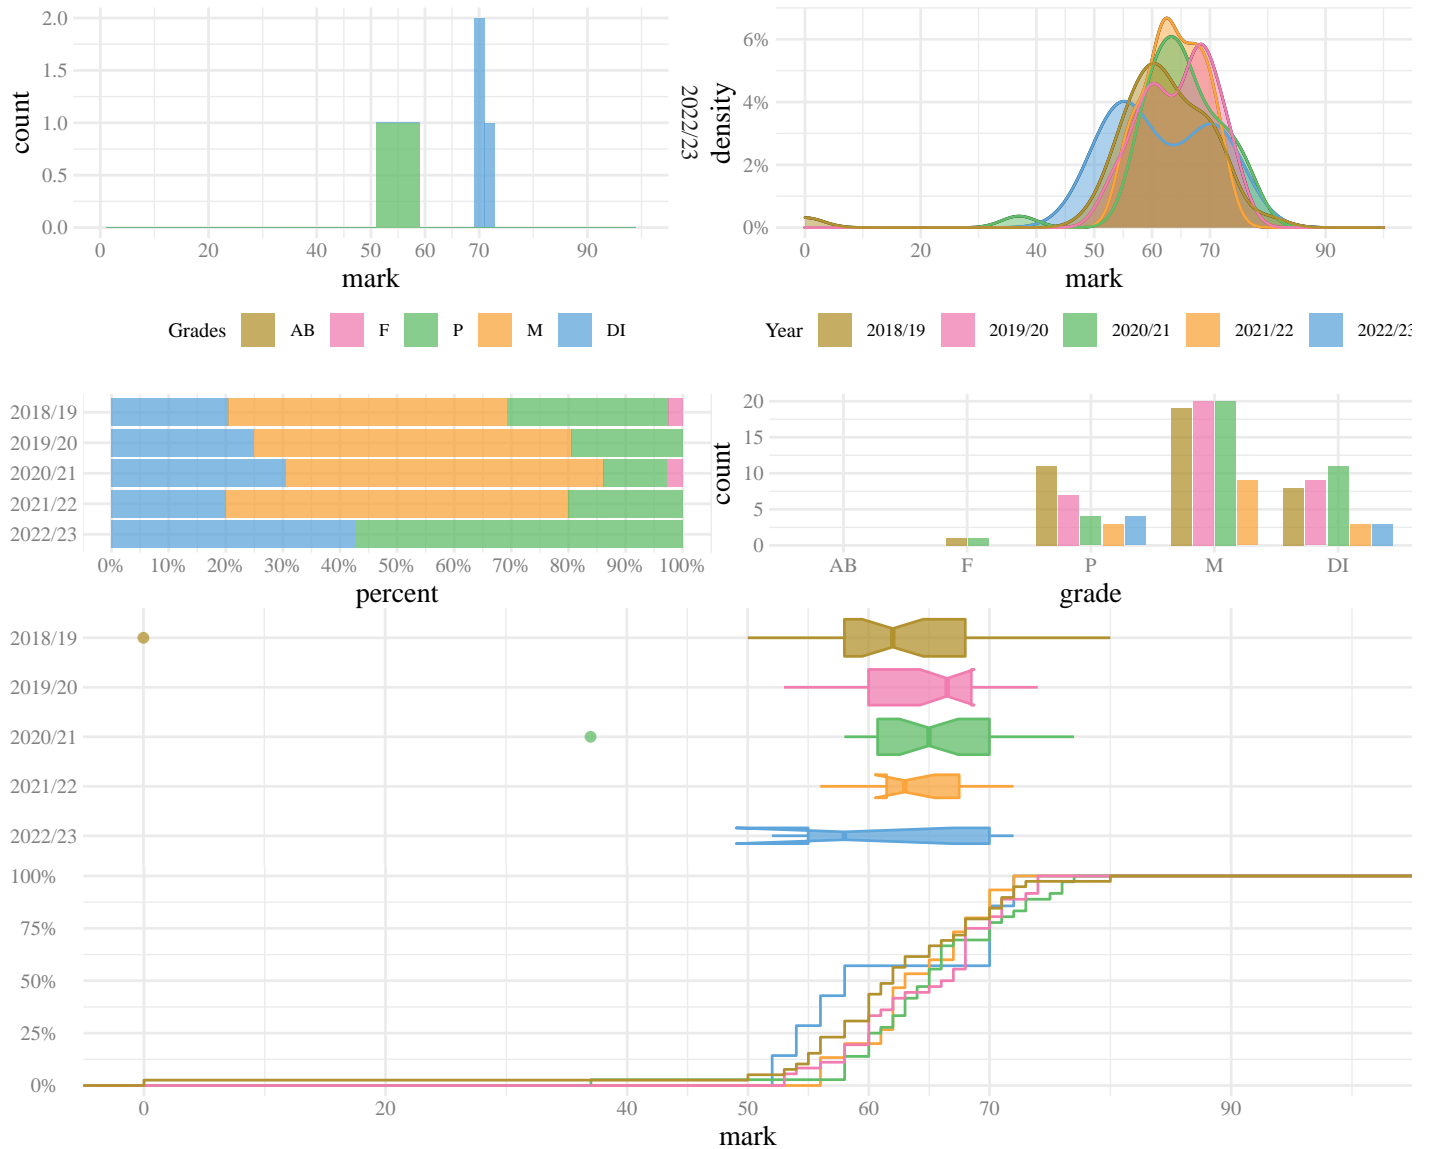 2.0
1.5
1.0
0.5
0.0
count
0 20 40 50 60 70 90
mark
2022/23
6%
4%
2%
0%
density
0 20 40 50 60 70 90
mark
Grades AB F P M DI
Year 2018/19 2019/20 2020/21 2021/22 2022/23
2018/19
2019/20
2020/21
2021/22
2022/23
0% 10% 20% 30% 40% 50% 60% 70% 80% 90% 100%
percent
20
15
10
5
0
count
AB F P M DI
grade
2018/19
2019/20
2020/21
2021/22
2022/23
100%
75%
50%
25%
0%
0 20 40 50 60 70 90
mark